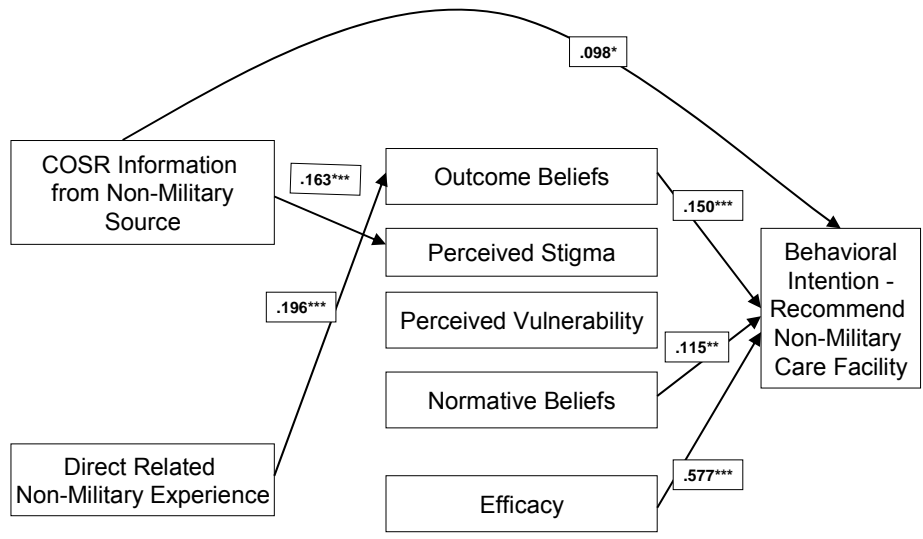 .098*
COSR Information
from Non-Military
Source
.163***
Outcome Beliefs
.150***
Perceived Stigma
Behavioral
Intention -
Recommend
Non-Military
Care Facility
.196***
Perceived Vulnerability
.115**
Normative Beliefs
Direct Related
Non-Military Experience
.577***
Efficacy